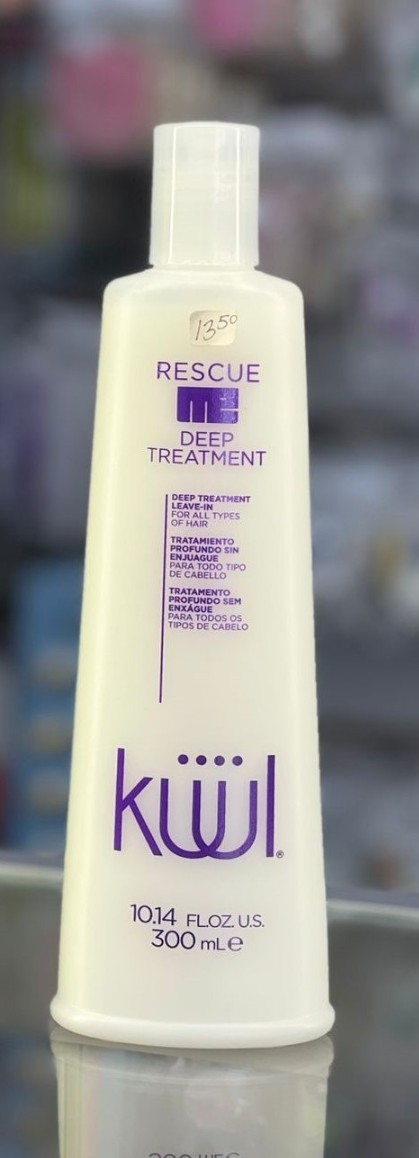 13.50
RESCUE
me
DEEP
TREATMENT
DEEP TREATMENT
LEAVE-IN
FOR ALL TYPES
OF HAIR
TRATAMIENTO
PROFUNDO SIN
ENJUAGUE
PARA TODO TIPO
DE CABELLO
TRATAMENTO
PROFUNDO SEM
ENXÁGUE
PARA TODOS OS
TIPOS DE CABELO
küül®
10.14 FL.OZ. U.S.
300 mL e